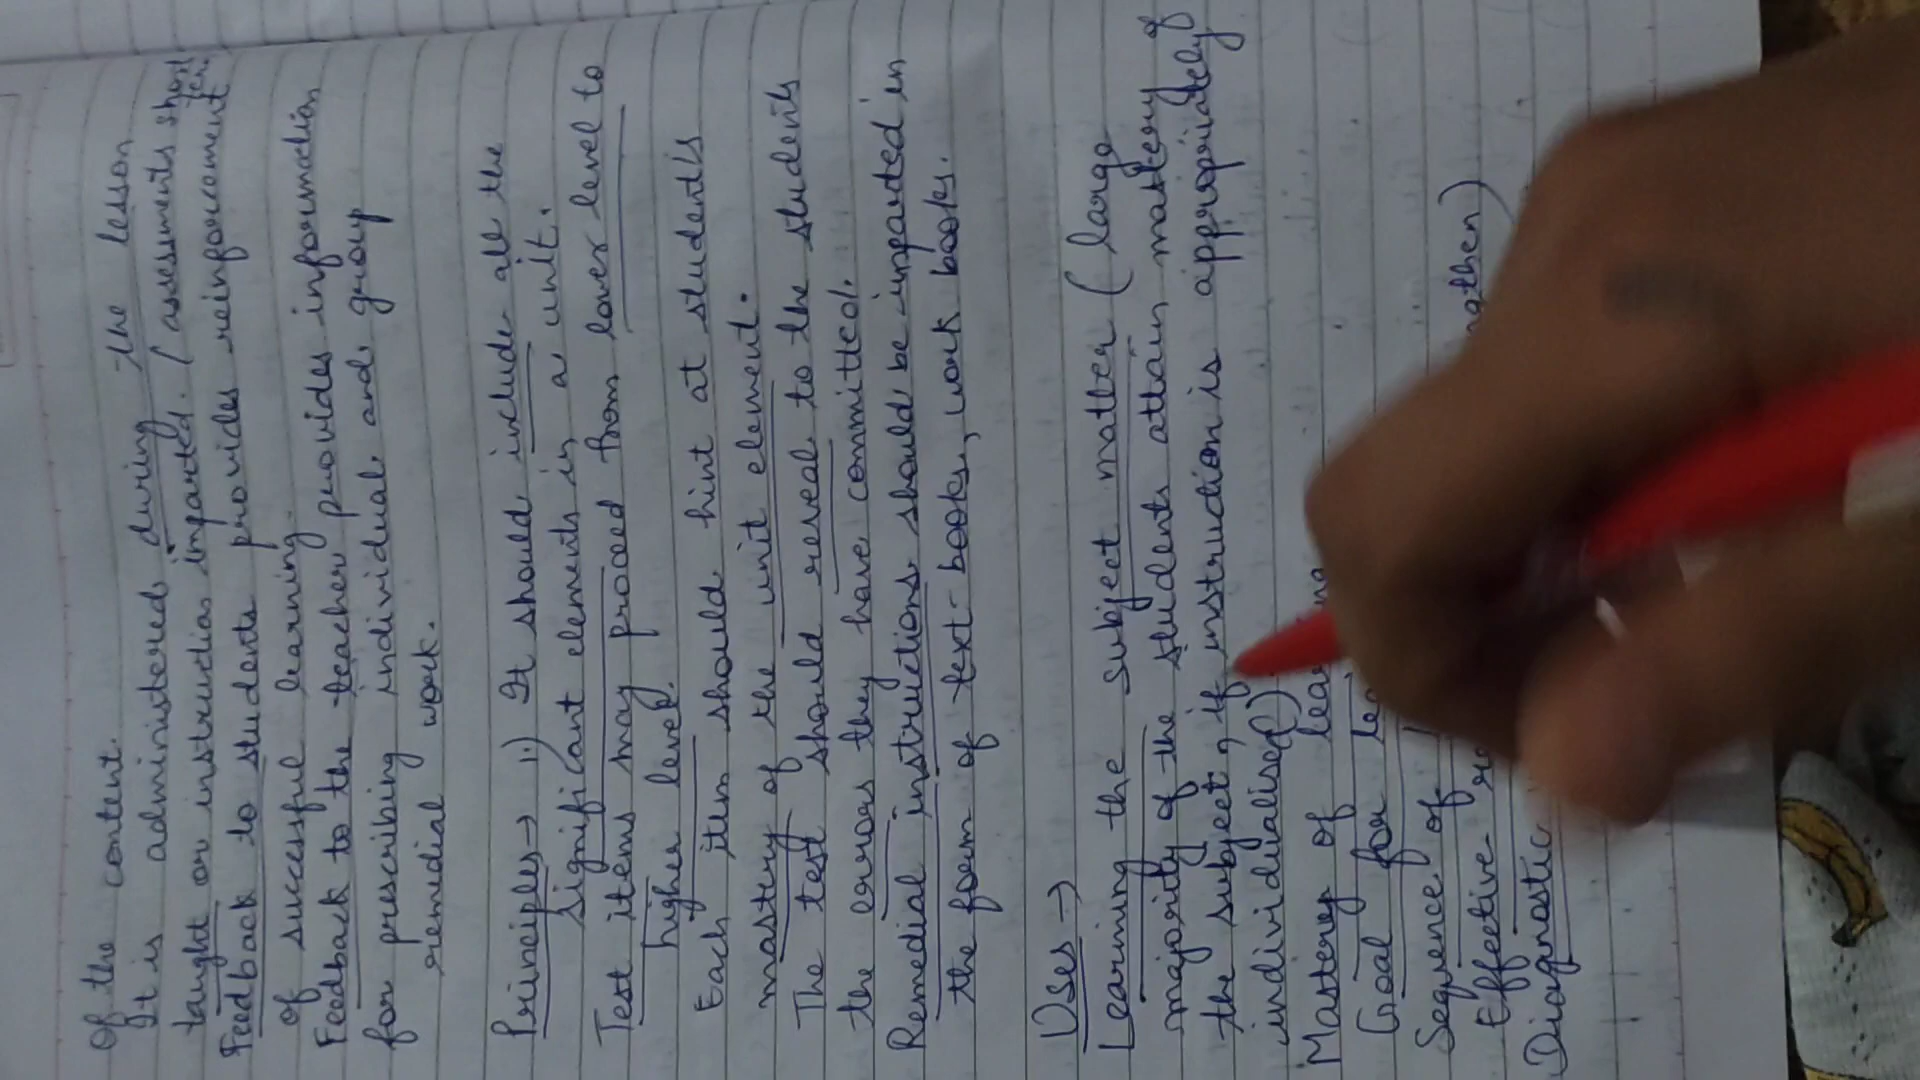 of the content.
It is administered during the lesson
taught or instruction imparted. (assessments short
Feedback to students provides reinforcement
of successful learning.
Feedback to the teacher provides information
for prescribing individual and group
remedial work.
Principles→ 1.) It should include all the
significant elements in a unit.
Test items may proceed from lower level to
higher level.
Each item should hint at students
mastry of the unit element.
The test should reveal to the students
the errors they have committed.
Remedial instructions should be imparted in
the form of text-books, work books.
Uses→
Learning the subject matter (large
majority of the students attain mastery of
the subject, if instruction is appropriately
individualised)
Mastery of
Goal for
Sequence of
Effective
Diagnostic